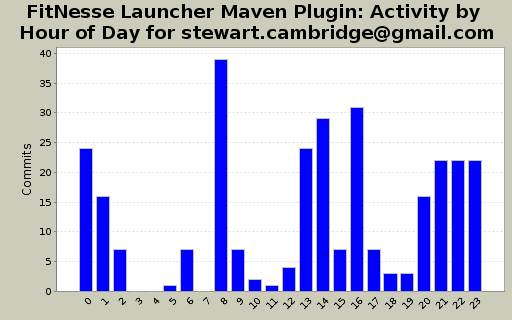 FitNesse Launcher Maven Plugin: Activity by
Hour of Day for stewart.cambridge@gmail.com
40
35
30
25
20
15
10
5
0
Commits
0 1 2 3 4 5 6 7 8 9 10 11 12 13 14 15 16 17 18 19 20 21 22 23